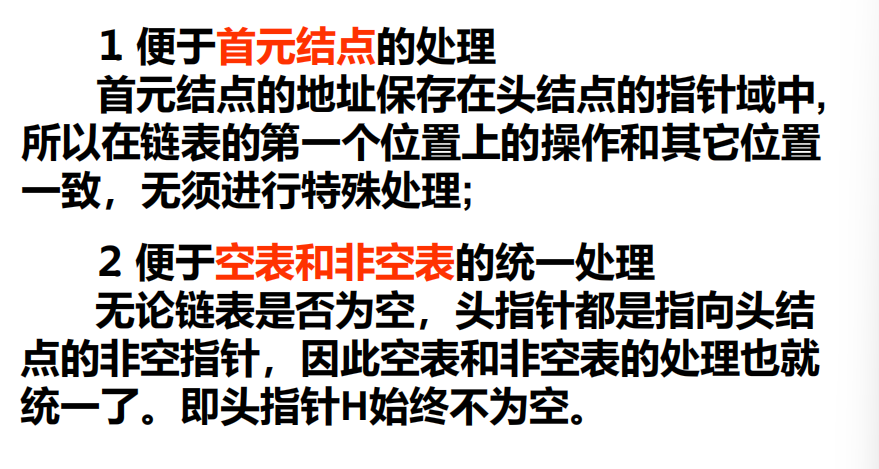 1. 便于首元结点的处理
首元结点的地址保存在头结点的指针域中,
所以在链表的第一个位置上的操作和其它位置
一致，无须进行特殊处理;
2. 便于空表和非空表的统一处理
无论链表是否为空，头指针都是指向头结
点的非空指针，因此空表和非空表的处理也就
统一了。即头指针H始终不为空。